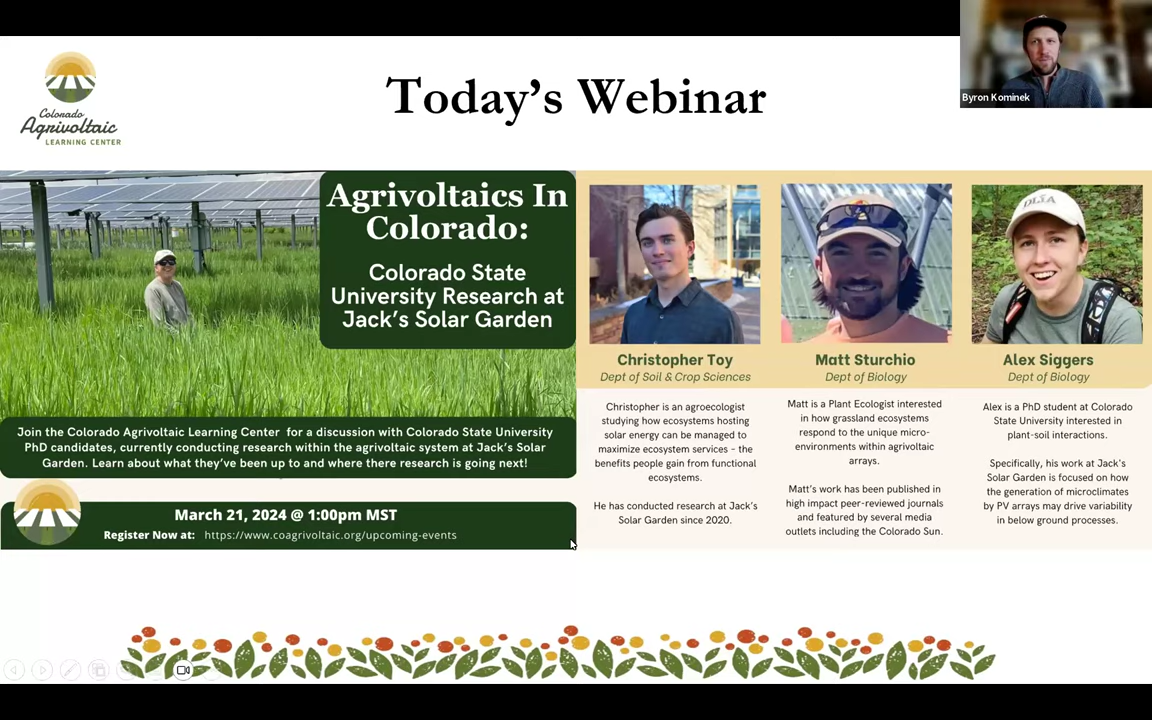 Today's Webinar
Byron Kominek
Colorado
Agrivoltaic
LEARNING CENTER
Agrivoltaics In
Colorado:
Colorado State
University Research at
Jack's Solar Garden
Join the Colorado Agrivoltaic Learning Center for a discussion with Colorado State University
PhD candidates, currently conducting research within the agrivoltaic system at Jack's Solar
Garden. Learn about what they've been up to and where there research is going next!
March 21, 2024 @ 1:00pm MST
Register Now at: https://www.coagrivoltaic.org/upcoming-events
Christopher Toy
Dept of Soil & Crop Sciences
Christopher is an agroecologist
studying how ecosystems hosting
solar energy can be managed to
maximize ecosystem services - the
benefits people gain from functional
ecosystems.
He has conducted research at Jack's
Solar Garden since 2020.
Matt Sturchio
Dept of Biology
Matt is a Plant Ecologist interested
in how grassland ecosystems
respond to the unique micro-
environments within agrivoltaic
arrays.
Matt's work has been published in
high impact peer-reviewed journals
and featured by several media
outlets including the Colorado Sun.
DLIA
Alex Siggers
Dept of Biology
Alex is a PhD student at Colorado
State University interested in
plant-soil interactions.
Specifically, his work at Jack's
Solar Garden is focused on how
the generation of microclimates
by PV arrays may drive variability
in below ground processes.